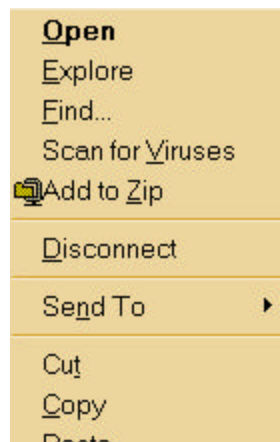 Open
Explore
Find...
Scan for Viruses
Add to Zip
Disconnect
Send To
Cut
Copy